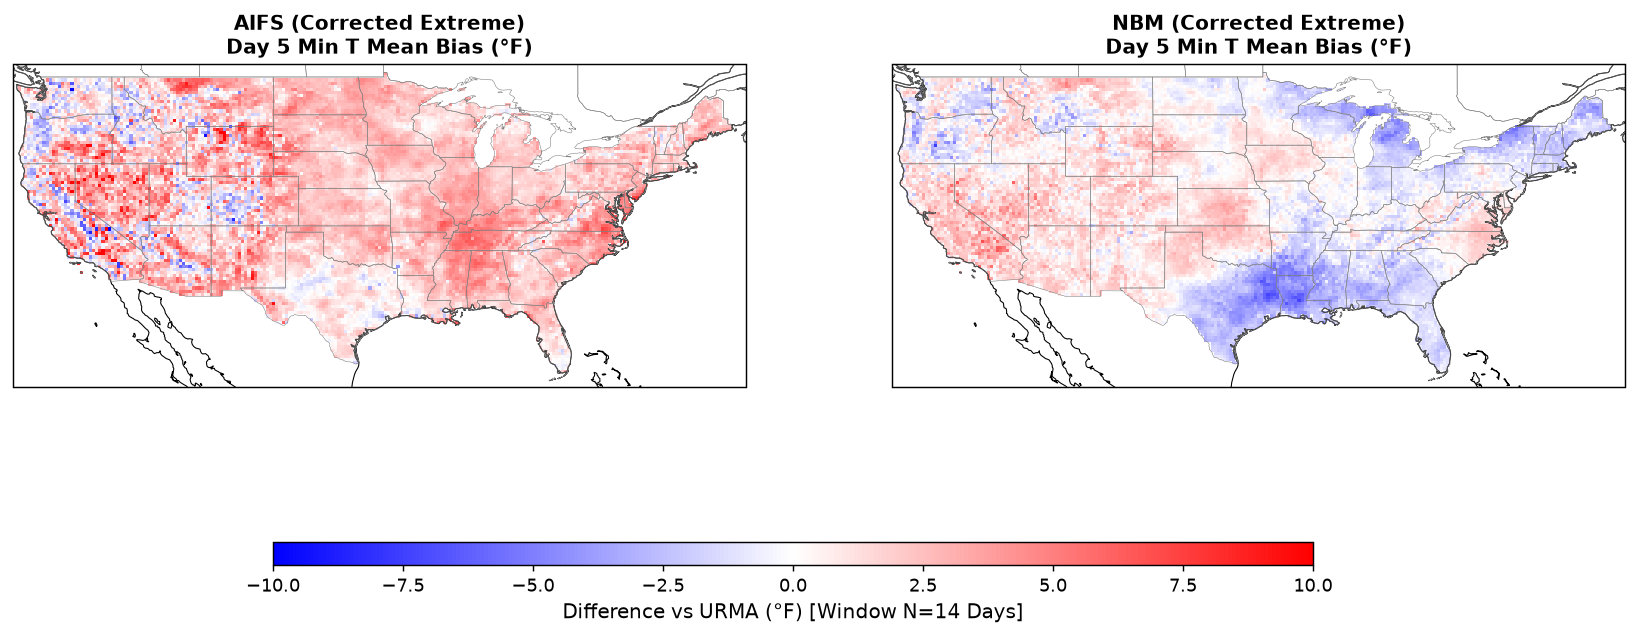 AIFS (Corrected Extreme)
Day 5 Min T Mean Bias (°F)
NBM (Corrected Extreme)
Day 5 Min T Mean Bias (°F)
−10.0 −7.5 −5.0 −2.5 0.0 2.5 5.0 7.5 10.0
Difference vs URMA (°F) [Window N=14 Days]